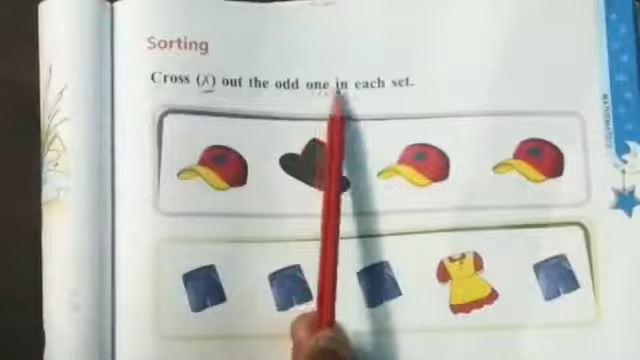 Sorting
Cross (X) out the odd one in each set.